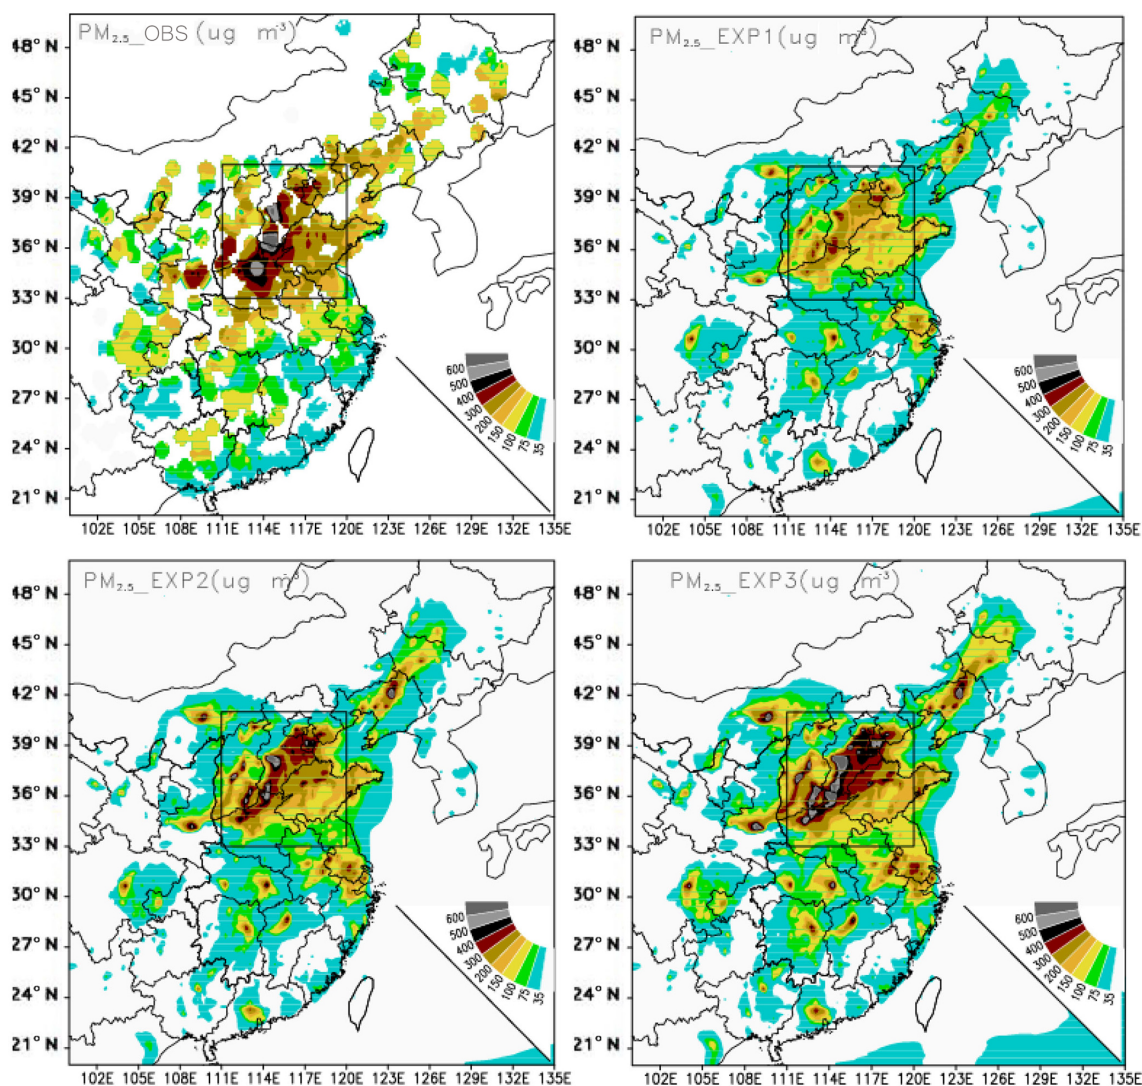 PM2.5_OBS (ug m-3)
48° N
45° N
42° N
39° N
36° N
33° N
30° N
27° N
24° N
21° N
102E 105E 108E 111E 114E 117E 120E 123E 126E 129E 132E 135E
600
500
400
300
200
150
100
75
35
PM2.5_EXP1(ug m-3)
48° N
45° N
42° N
39° N
36° N
33° N
30° N
27° N
24° N
21° N
102E 105E 108E 111E 114E 117E 120E 123E 126E 129E 132E 135E
600
500
400
300
200
150
100
75
35
PM2.5_EXP2(ug m-3)
48° N
45° N
42° N
39° N
36° N
33° N
30° N
27° N
24° N
21° N
102E 105E 108E 111E 114E 117E 120E 123E 126E 129E 132E 135E
600
500
400
300
200
150
100
75
35
PM2.5_EXP3(ug m-3)
48° N
45° N
42° N
39° N
36° N
33° N
30° N
27° N
24° N
21° N
102E 105E 108E 111E 114E 117E 120E 123E 126E 129E 132E 135E
600
500
400
300
200
150
100
75
35